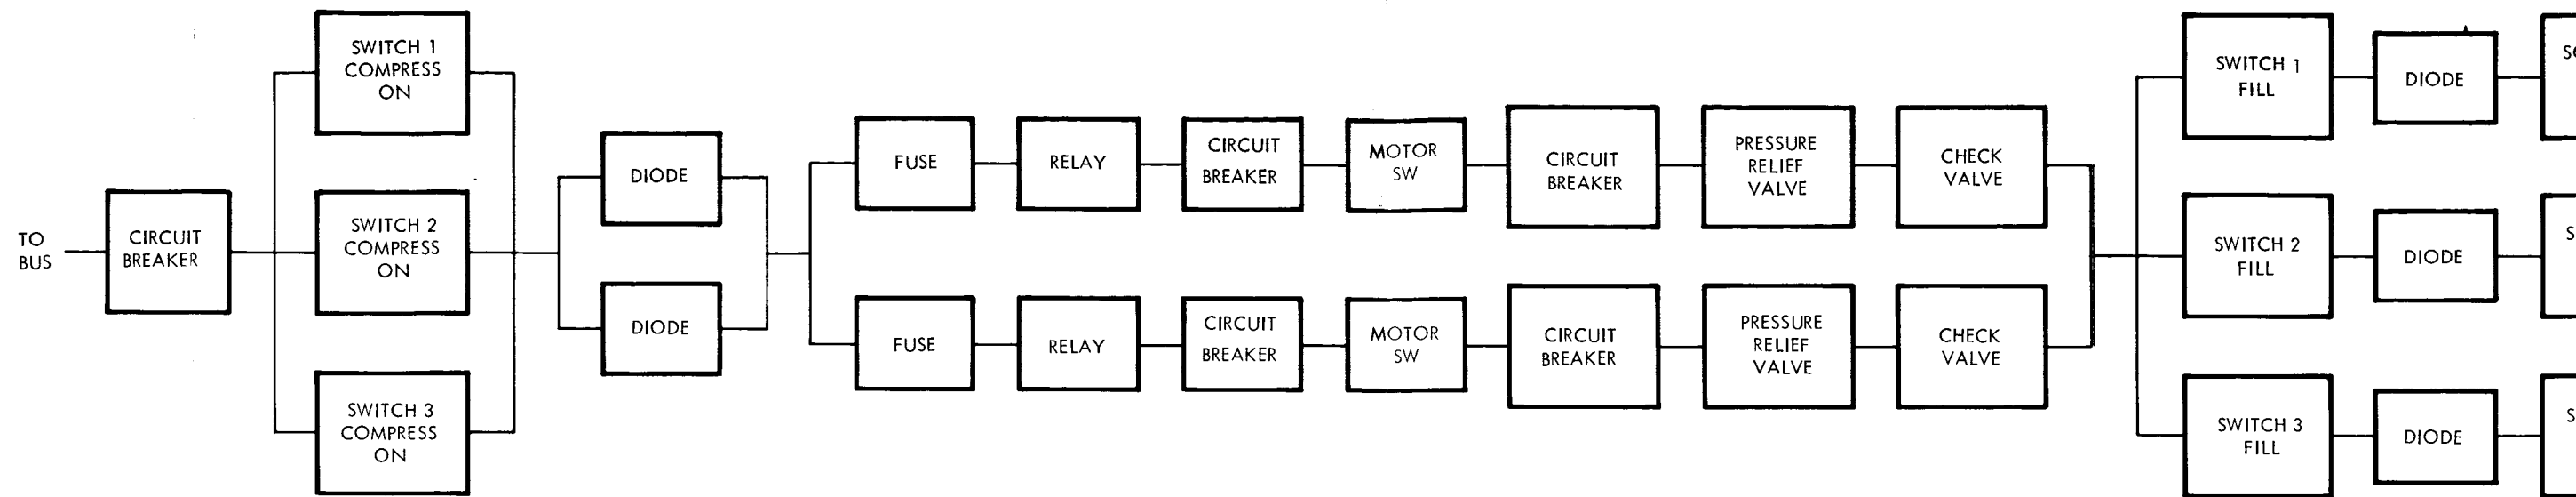 TO
BUS
CIRCUIT
BREAKER
SWITCH 1
COMPRESS
ON
SWITCH 2
COMPRESS
ON
SWITCH 3
COMPRESS
ON
DIODE
DIODE
FUSE
RELAY
CIRCUIT
BREAKER
MOTOR
SW
CIRCUIT
BREAKER
PRESSURE
RELIEF
VALVE
CHECK
VALVE
FUSE
RELAY
CIRCUIT
BREAKER
MOTOR
SW
CIRCUIT
BREAKER
PRESSURE
RELIEF
VALVE
CHECK
VALVE
SWITCH 1
FILL
DIODE
SWITCH 2
FILL
DIODE
SWITCH 3
FILL
DIODE